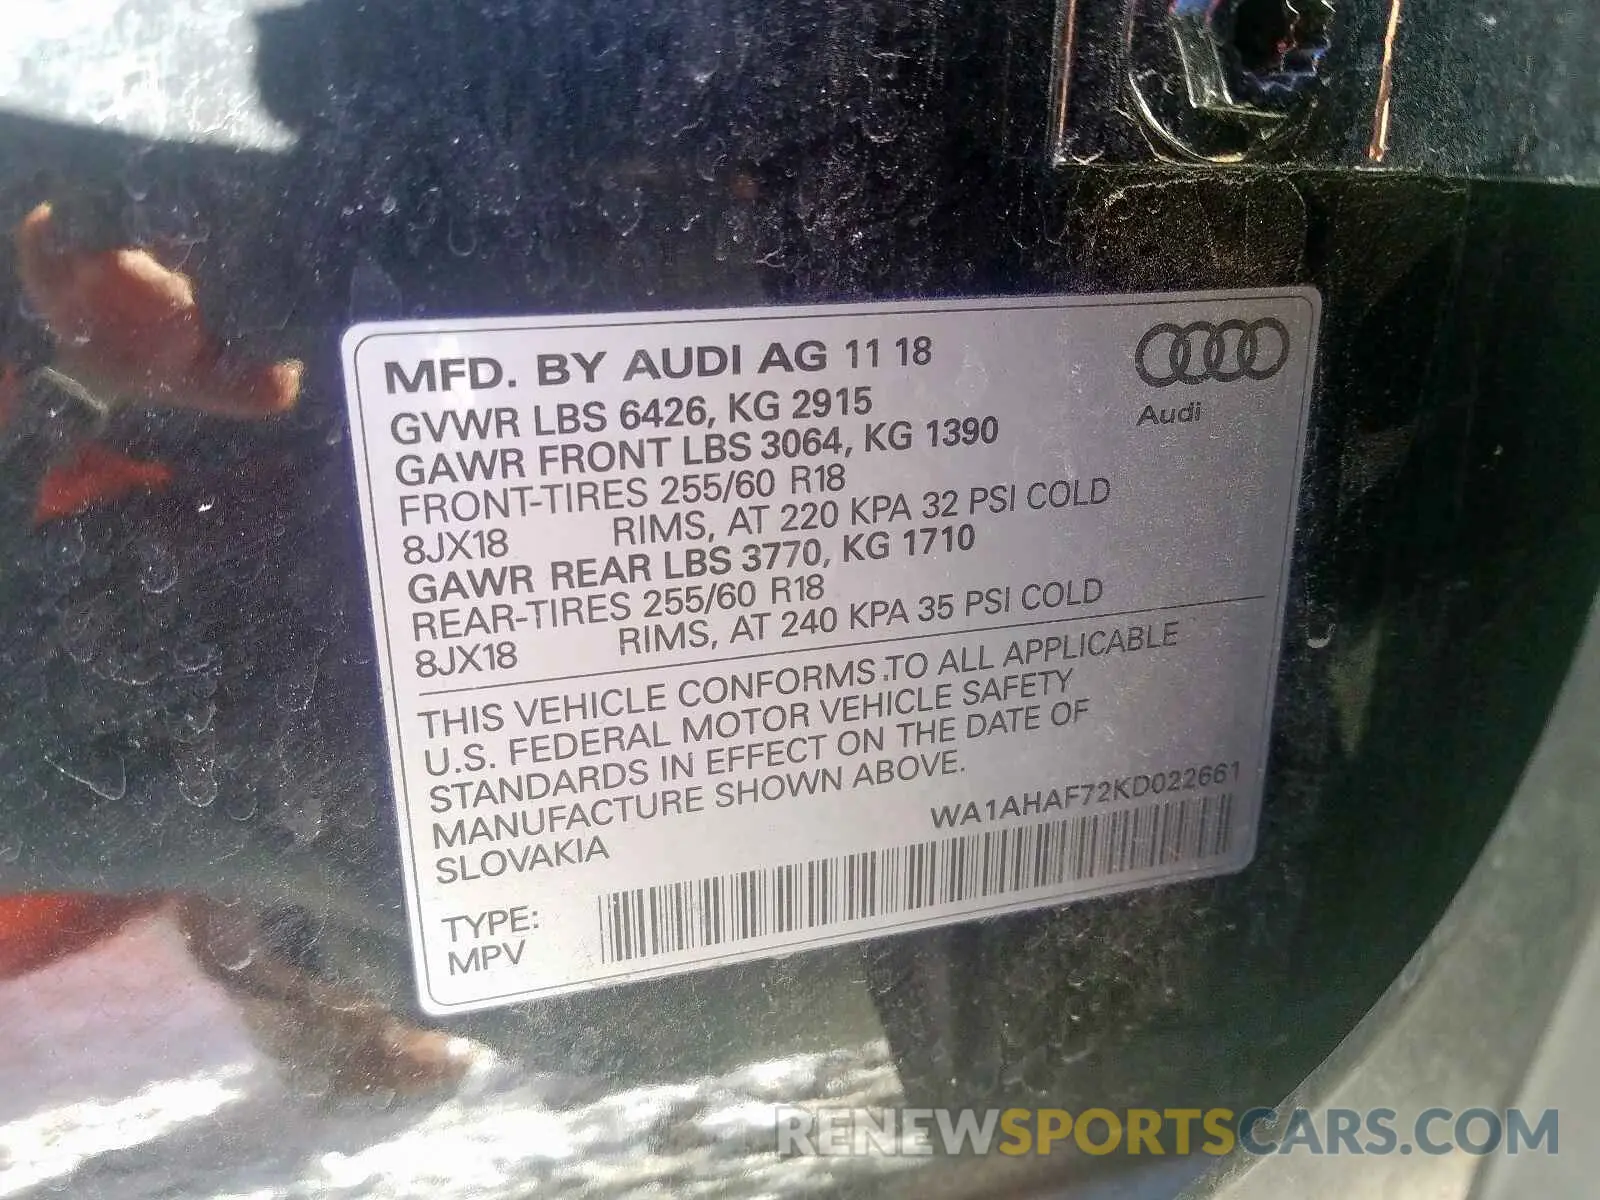 MFD. BY AUDI AG 11 18
Audi
GVWR LBS 6426, KG 2915
GAWR FRONT LBS 3064, KG 1390
FRONT-TIRES 255/60 R18
8JX18 RIMS, AT 220 KPA 32 PSI COLD
GAWR REAR LBS 3770, KG 1710
REAR-TIRES 255/60 R18
8JX18 RIMS, AT 240 KPA 35 PSI COLD
THIS VEHICLE CONFORMS TO ALL APPLICABLE
U.S. FEDERAL MOTOR VEHICLE SAFETY
STANDARDS IN EFFECT ON THE DATE OF
MANUFACTURE SHOWN ABOVE.
SLOVAKIA
WA1AHAF72KD022661
TYPE:
MPV
RENEWSPORTSCARS.COM